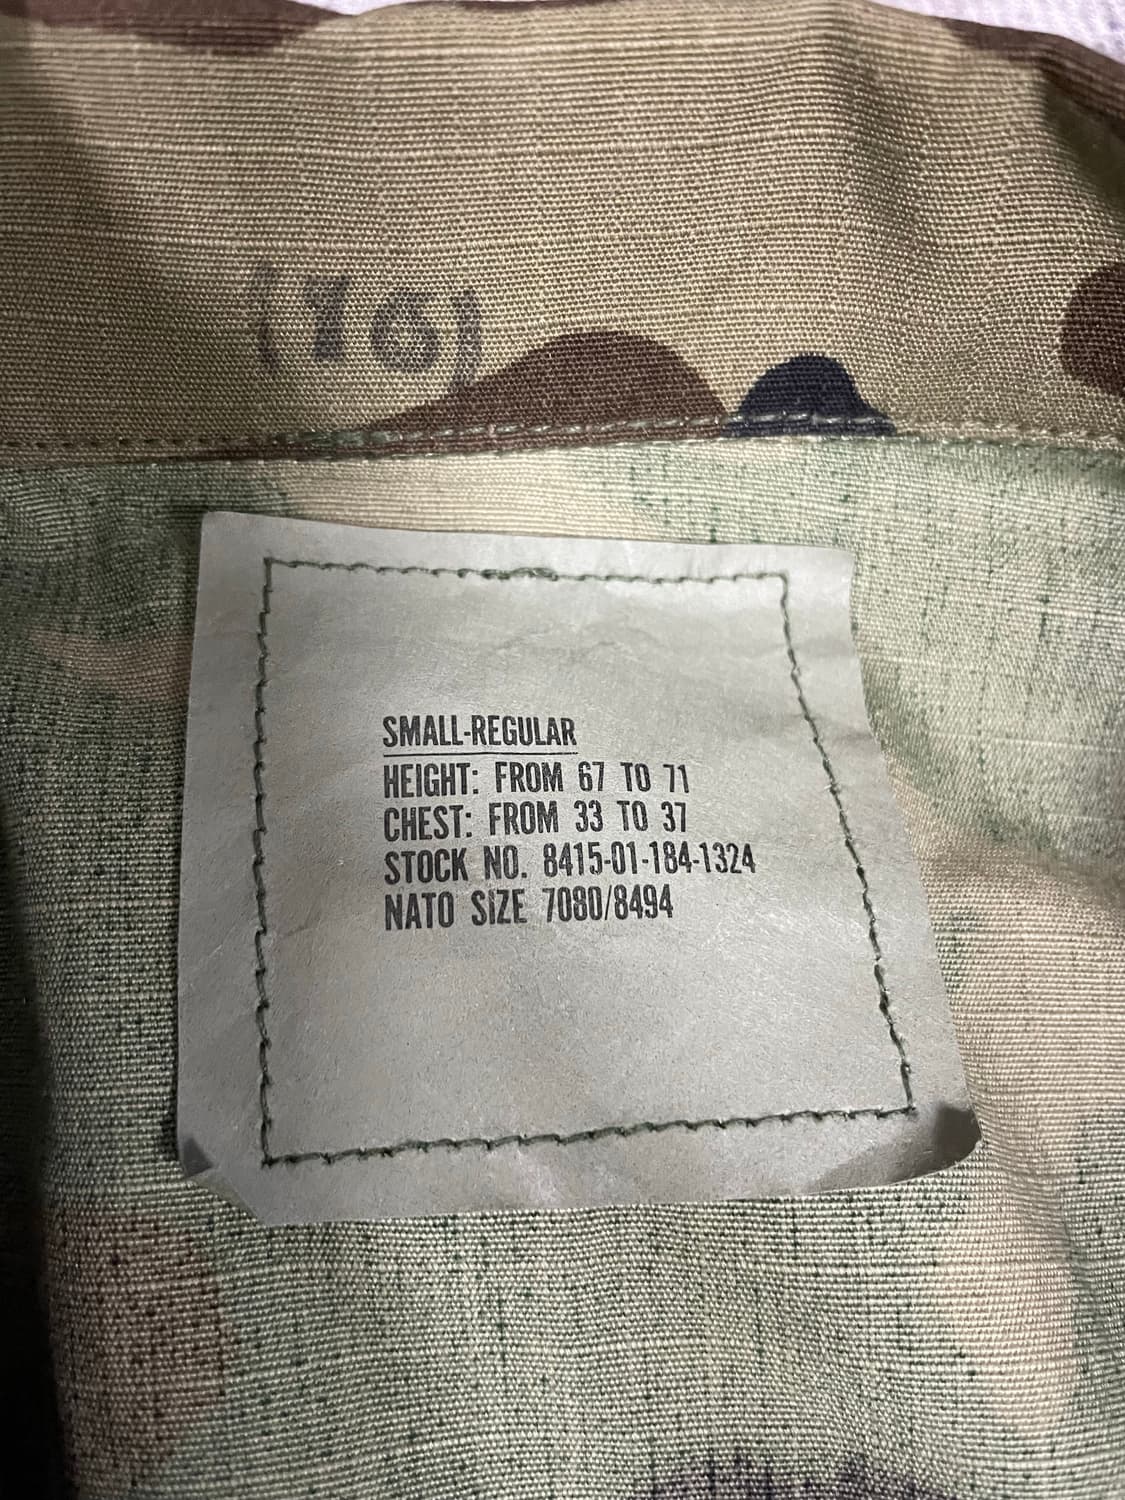 (16)
SMALL-REGULAR
HEIGHT: FROM 67 TO 71
CHEST: FROM 33 TO 37
STOCK NO. 8415-01-184-1324
NATO SIZE 7080/8494